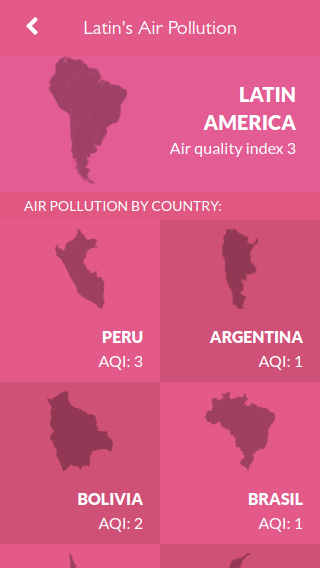 Latin's Air Pollution
LATIN
AMERICA
Air quality index 3
AIR POLLUTION BY COUNTRY:
PERU
AQI: 3
ARGENTINA
AQI: 1
BOLIVIA
AQI: 2
BRASIL
AQI: 1